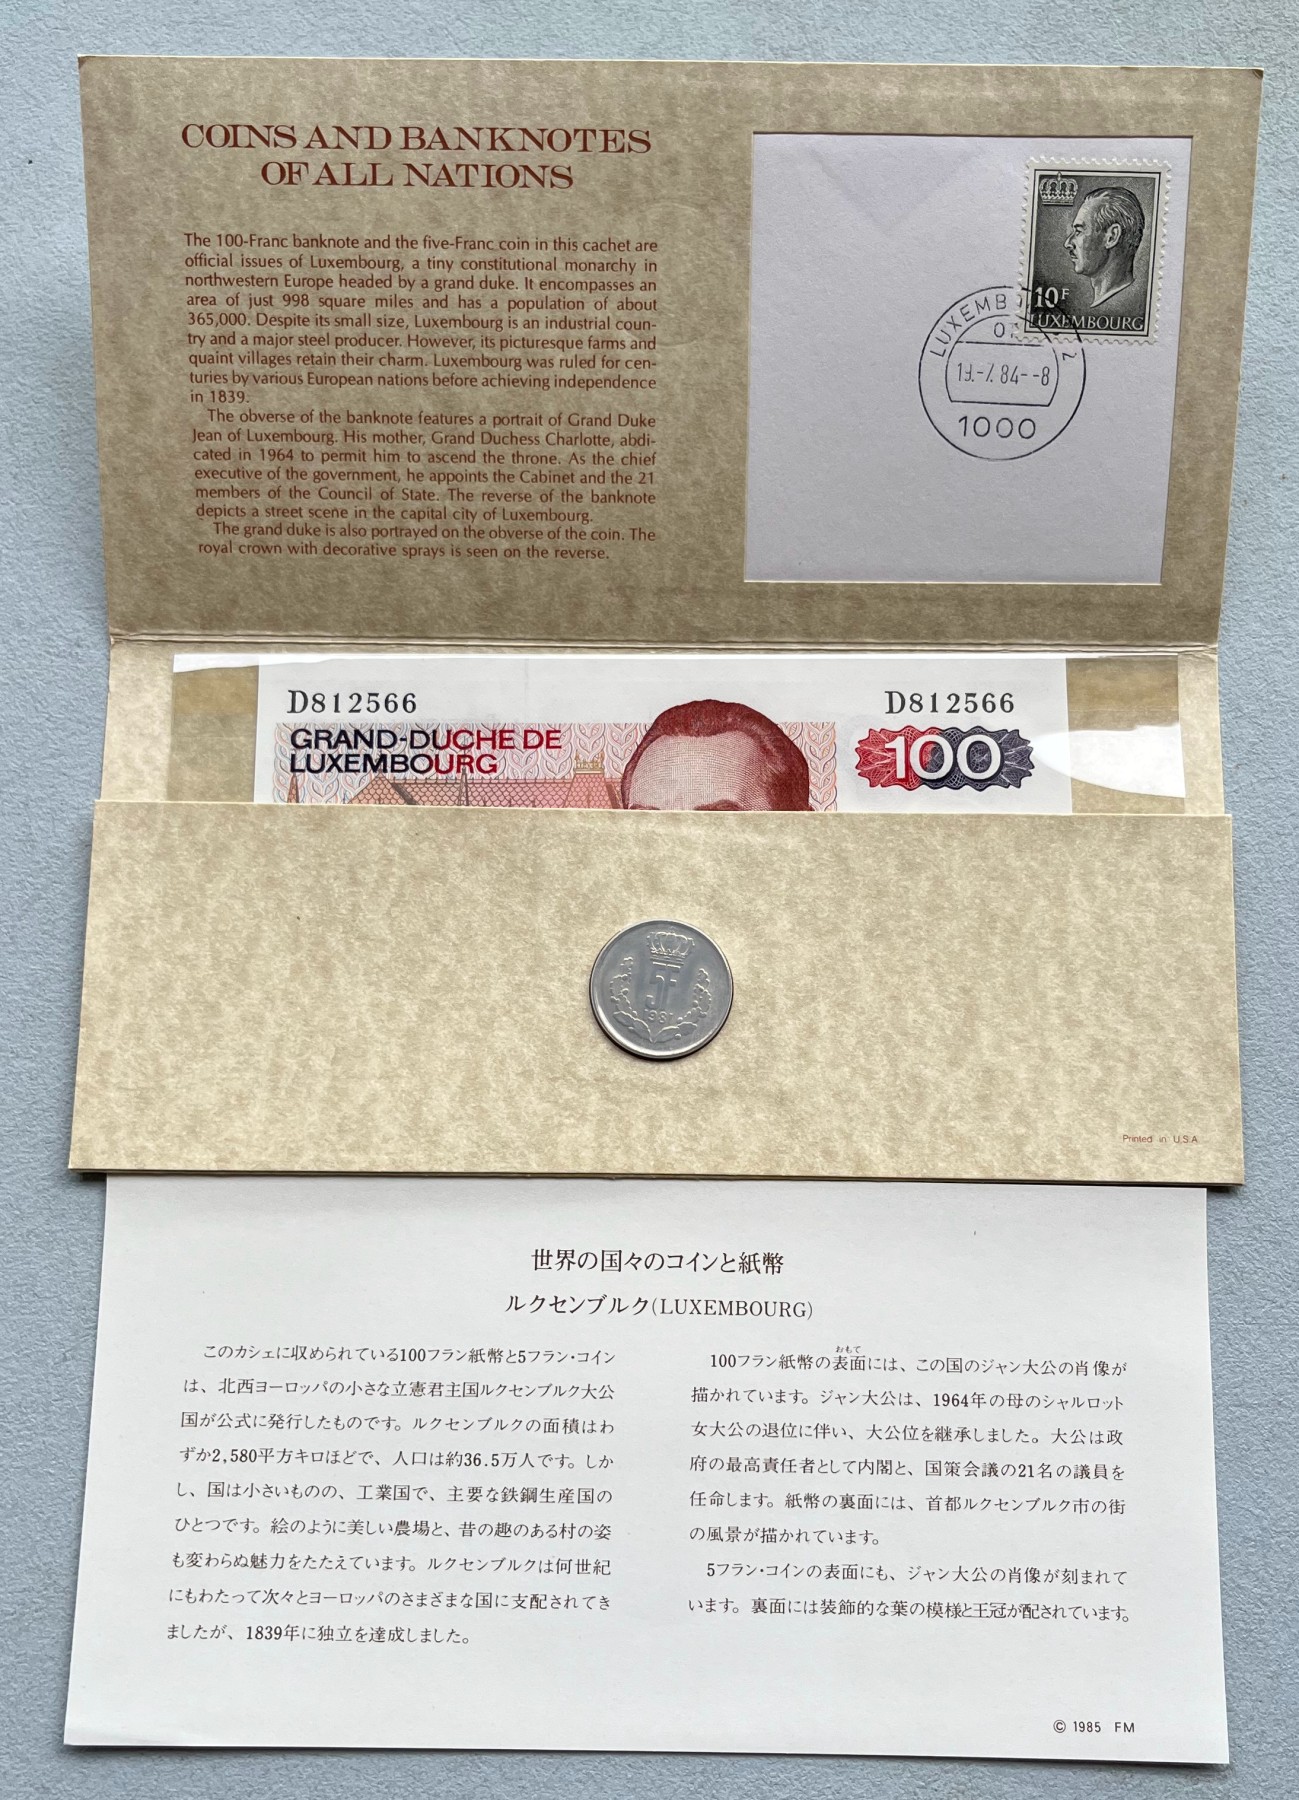 COINS AND BANKNOTES
OF ALL NATIONS
The 100-Franc banknote and the five-Franc coin in this cachet are
official issues of Luxembourg, a tiny constitutional monarchy in
northwestern Europe headed by a grand duke. It encompasses an
area of just 998 square miles and has a population of about
365,000. Despite its small size, Luxembourg is an industrial coun-
try and a major steel producer. However, its picturesque farms and
quaint villages retain their charm. Luxembourg was ruled for cen-
turies by various European nations before achieving independence
in 1839.
The obverse of the banknote features a portrait of Grand Duke
Jean of Luxembourg. His mother, Grand Duchess Charlotte, abdi-
cated in 1964 to permit him to ascend the throne. As the chief
executive of the government, he appoints the Cabinet and the 21
members of the Council of State. The reverse of the banknote
depicts a street scene in the capital city of Luxembourg.
The grand duke is also portrayed on the obverse of the coin. The
royal crown with decorative sprays is seen on the reverse.
10F
LUXEMBOURG
LUXEMB
84--8
1000
D812566
D812566
GRAND-DUCHE DE
LUXEMBOURG
100
5F
1981
Printed in U.S.A.
世界の国々のコインと紙幣
ルクセンブルク(LUXEMBOURG)
このカシェに収められている100フラン紙幣と5フラン・コイン
は、北西ヨーロッパの小さな立憲君主国ルクセンブルク大公
国が公式に発行したものです。ルクセンブルクの面積はわ
ずか2,580平方キロほどで、人口は約36.5万人です。しか
し、国は小さいものの、工業国で、主要な鉄鋼生産国の
ひとつです。絵のように美しい農場と、昔の趣のある村の姿
も変わらぬ魅力をたたえています。ルクセンブルクは何世紀
にもわたって次々とヨーロッパのさまざまな国に支配されてき
ましたが、1839年に独立を達成しました。
おもて
100フラン紙幣の表面には、この国のジャン大公の肖像が
描かれています。ジャン大公は、1964年の母のシャルロット
女大公の退位に伴い、大公位を継承しました。大公は政
府の最高責任者として内閣と、国策会議の21名の議員を
任命します。紙幣の裏面には、首都ルクセンブルク市の街
の風景が描かれています。
5フラン・コインの表面にも、ジャン大公の肖像が刻まれて
います。裏面には装飾的な葉の模様と王冠が配されています。
© 1985 FM